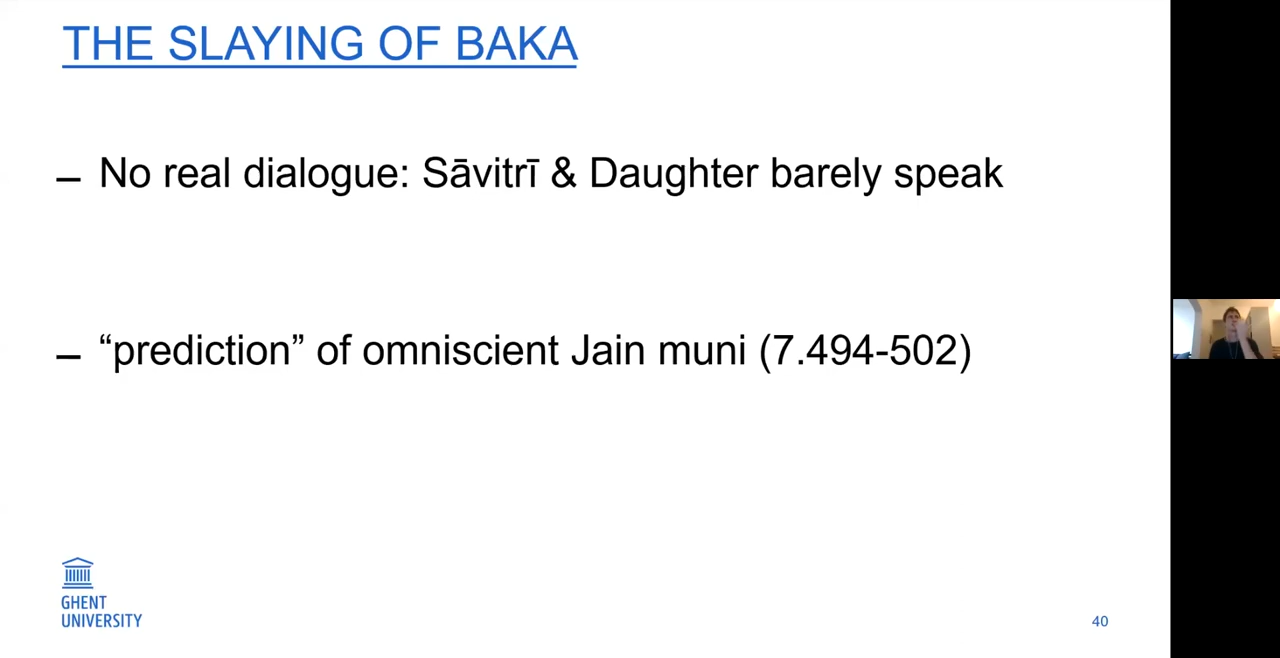 THE SLAYING OF BAKA
– No real dialogue: Sāvitrī & Daughter barely speak
– “prediction” of omniscient Jain muni (7.494-502)
GHENT
UNIVERSITY
40